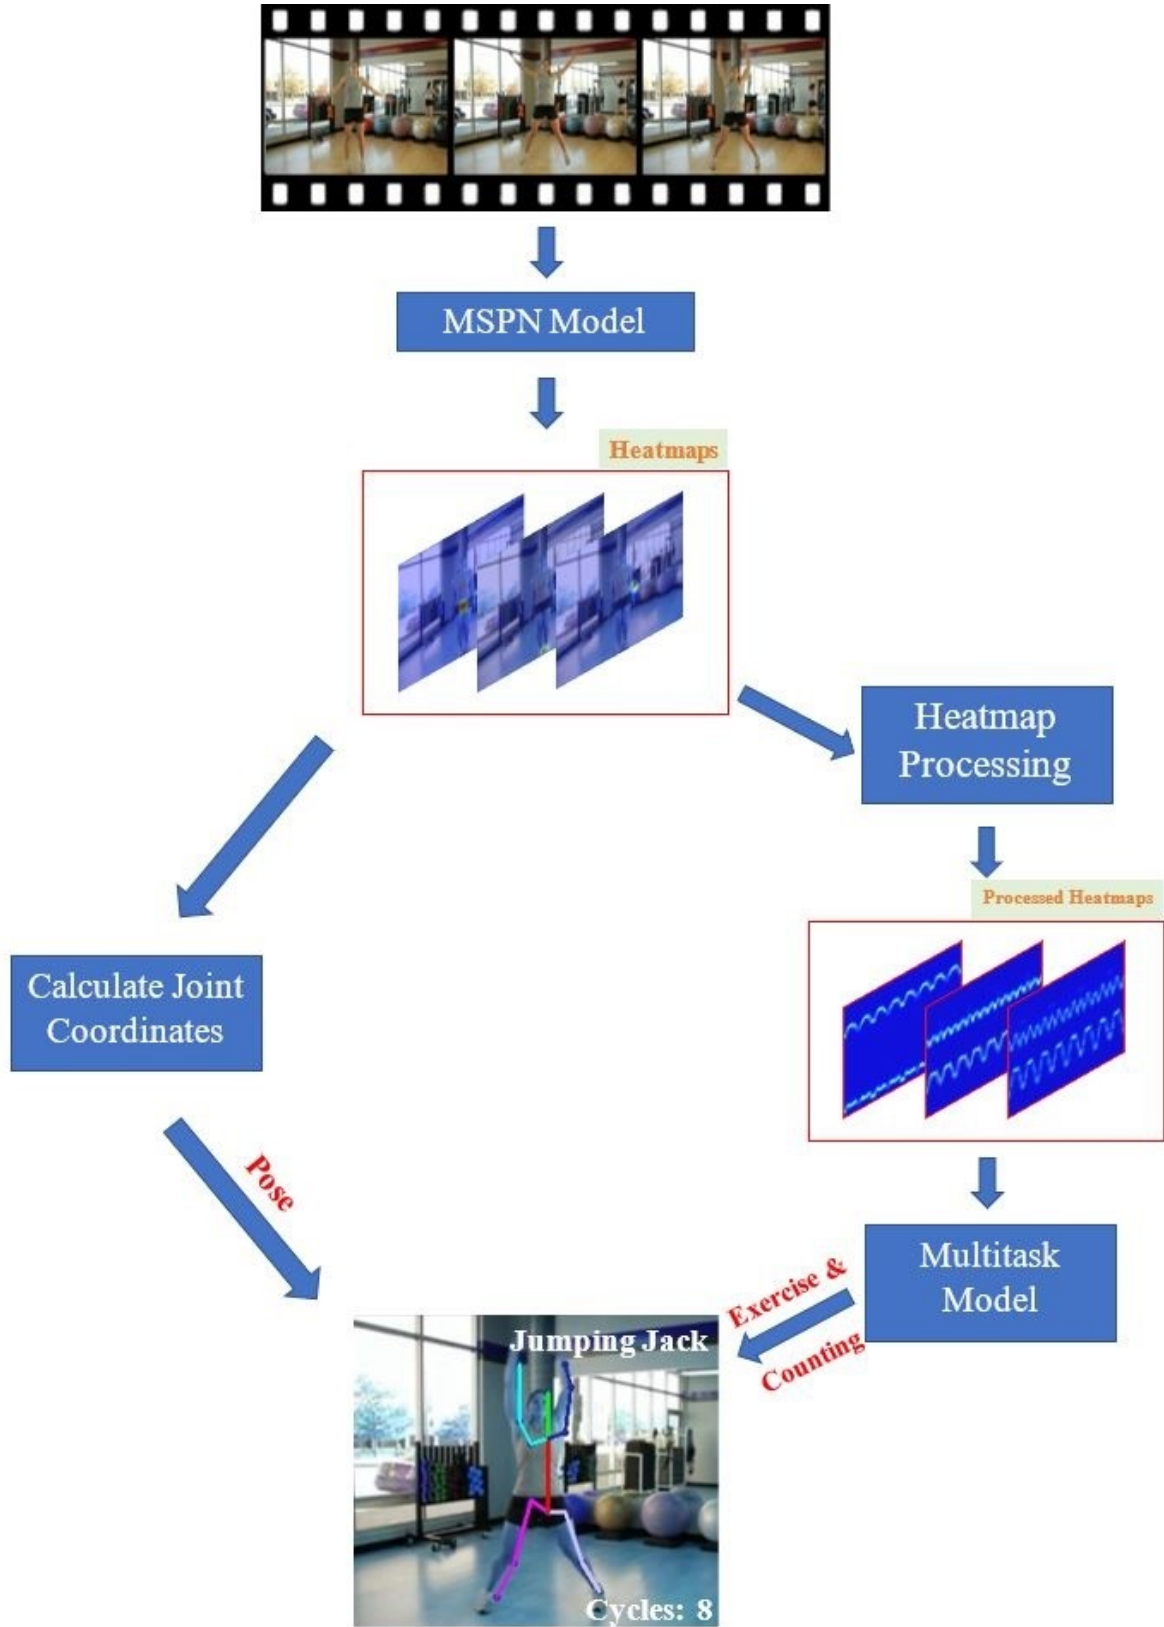 MSPN Model
Heatmaps
Heatmap
Processing
Processed Heatmaps
Calculate Joint
Coordinates
Pose
Multitask
Model
Exercise &
Counting
Jumping Jack
Cycles: 8